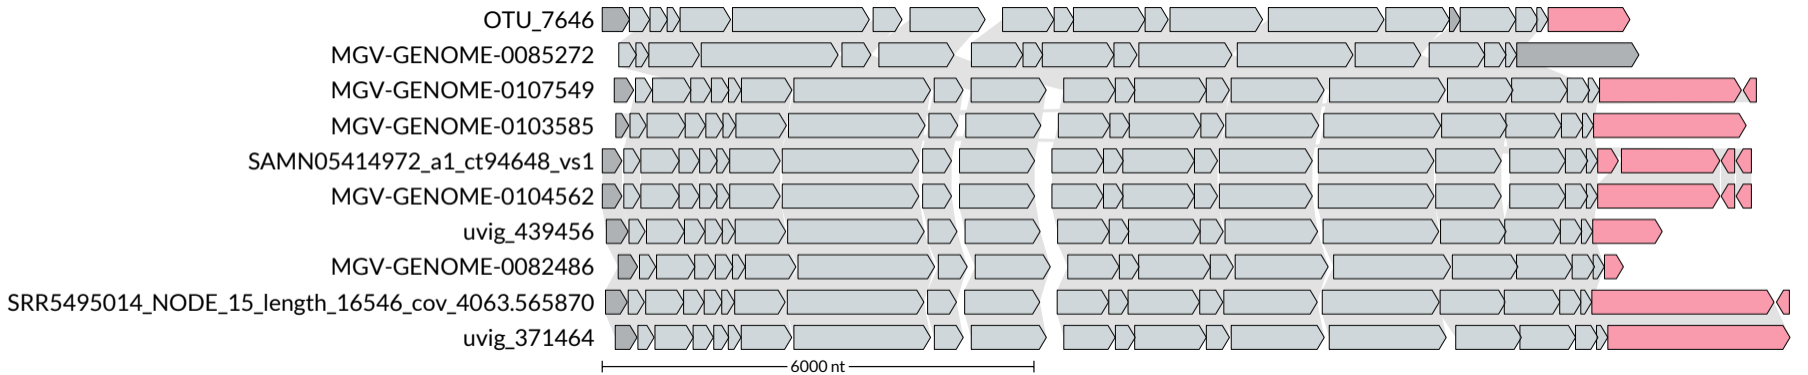 OTU_7646
MGV-GENOME-0085272
MGV-GENOME-0107549
MGV-GENOME-0103585
SAMN05414972_a1_ct94648_vs1
MGV-GENOME-0104562
uvig_439456
MGV-GENOME-0082486
SRR5495014_NODE_15_length_16546_cov_4063.565870
uvig_371464
6000 nt